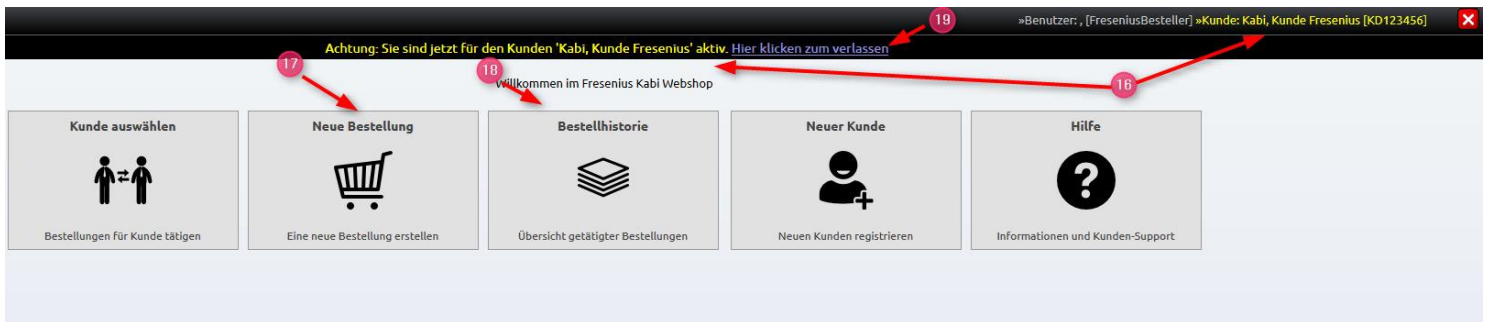 19
»Benutzer: , [FreseniusBesteller] »Kunde: Kabi, Kunde Fresenius [KD123456]
Achtung: Sie sind jetzt für den Kunden 'Kabi, Kunde Fresenius' aktiv. Hier klicken zum verlassen
17
18
Willkommen im Fresenius Kabi Webshop
16
Kunde auswählen
Bestellungen für Kunde tätigen
Neue Bestellung
Eine neue Bestellung erstellen
Bestellhistorie
Übersicht getätigter Bestellungen
Neuer Kunde
Neuen Kunden registrieren
Hilfe
?
Informationen und Kunden-Support